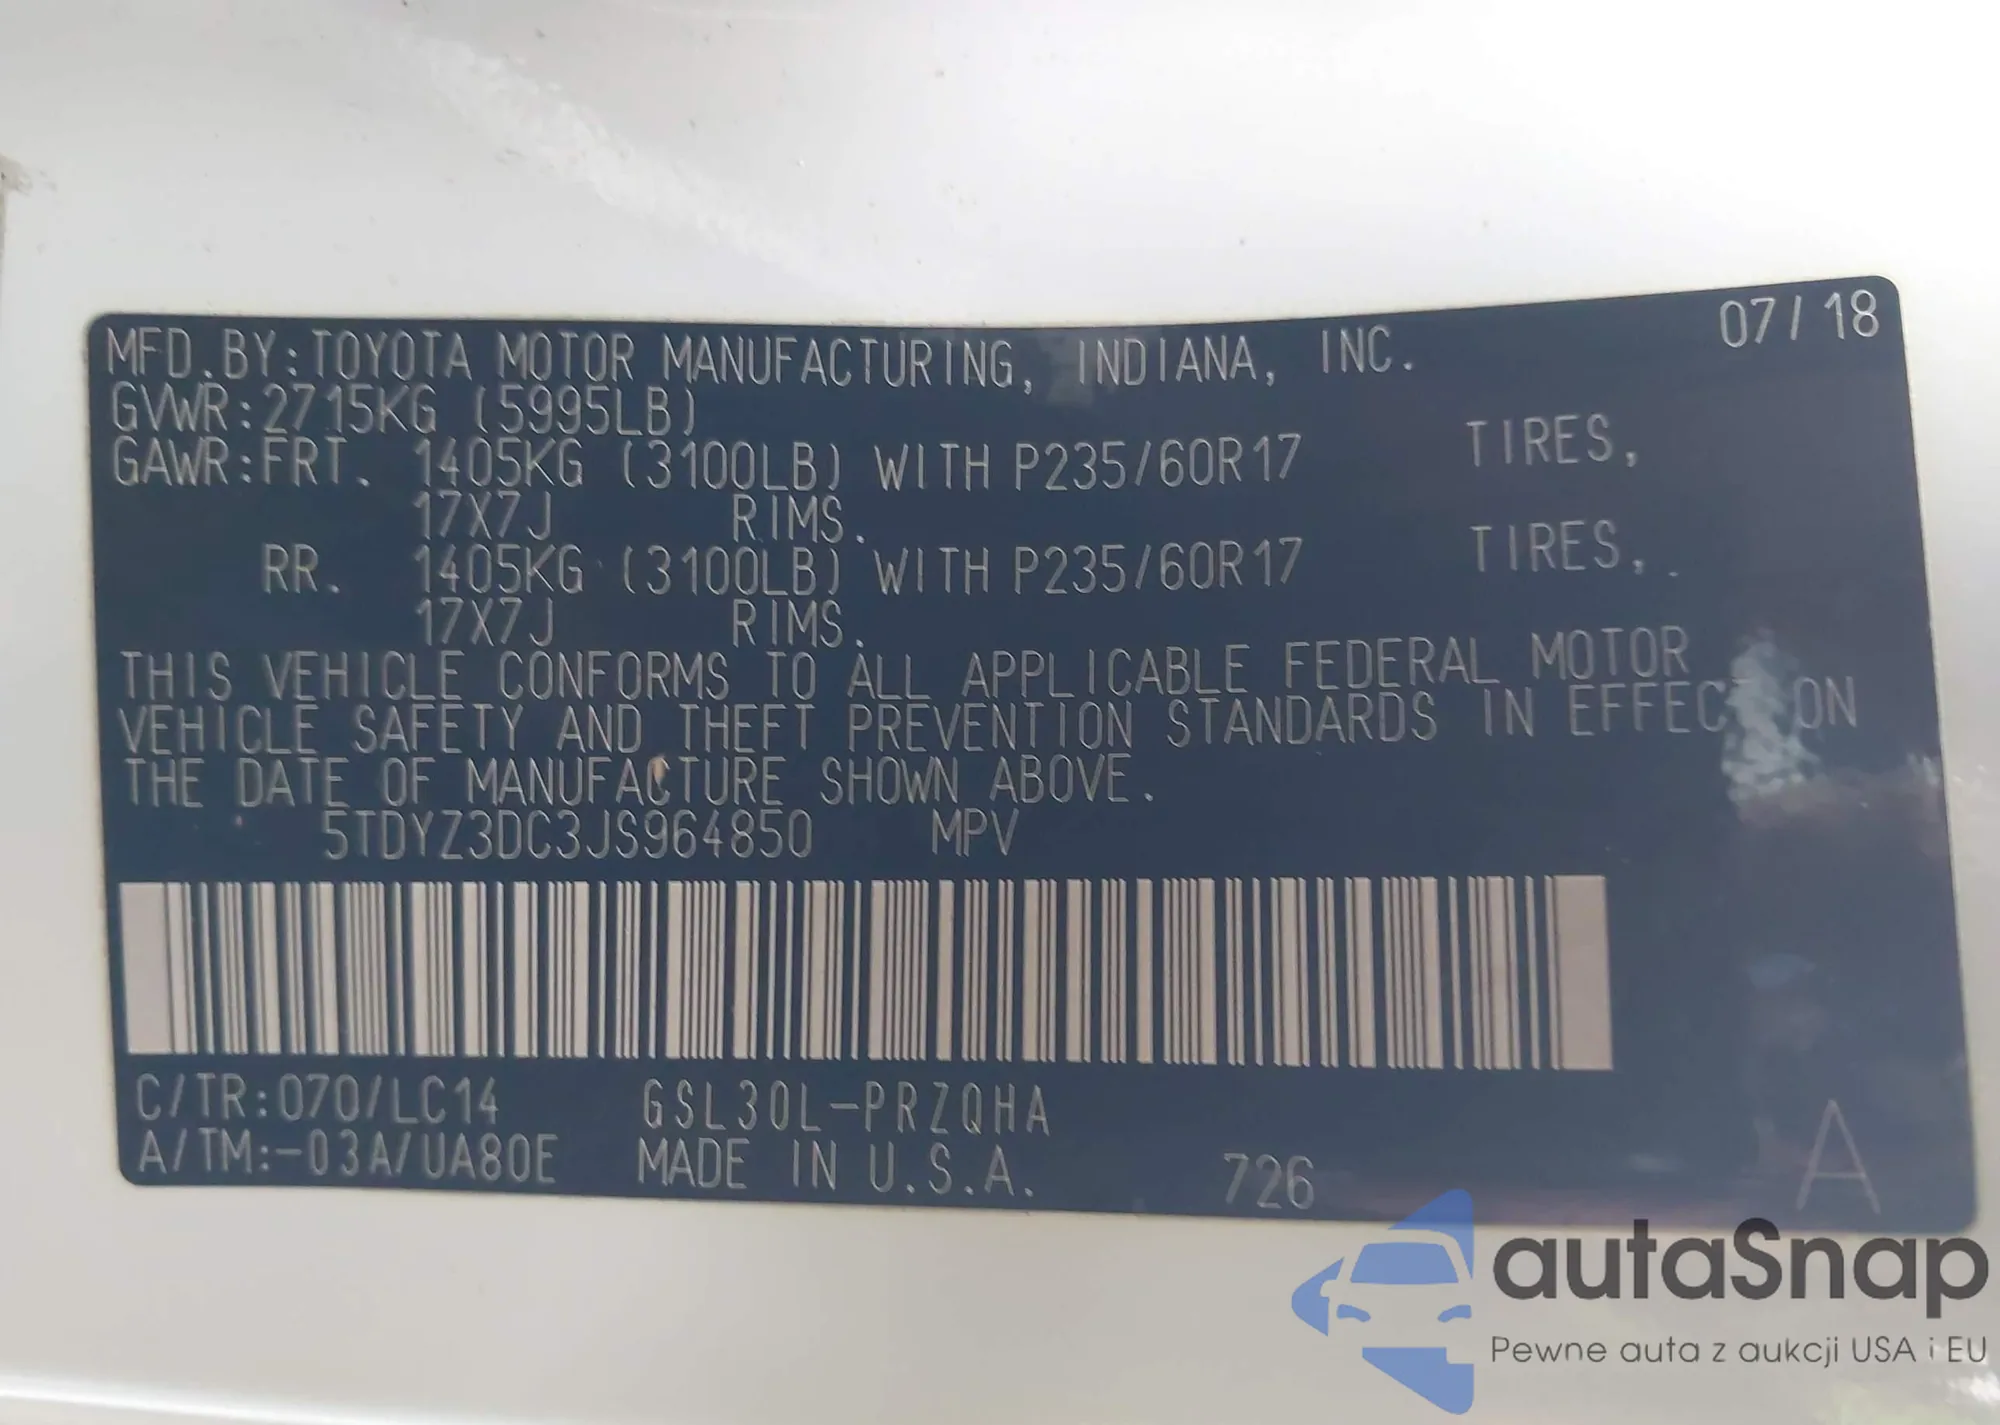 07/18
MFD.BY:TOYOTA MOTOR MANUFACTURING, INDIANA, INC.
GVWR:2715KG (5995LB)
GAWR:FRT. 1405KG (3100LB) WITH P235/60R17 TIRES,
17X7J RIMS.
RR. 1405KG (3100LB) WITH P235/60R17 TIRES,
17X7J RIMS.
THIS VEHICLE CONFORMS TO ALL APPLICABLE FEDERAL MOTOR
VEHICLE SAFETY AND THEFT PREVENTION STANDARDS IN EFFECT ON
THE DATE OF MANUFACTURE SHOWN ABOVE.
5TDYZ3DC3JS964850 MPV
C/TR:070/LC14 GSL30L-PRZQHA
A/TM:-03A/UA80E MADE IN U.S.A. 726 A
autaSnap
Pewne auta z aukcji USA i EU